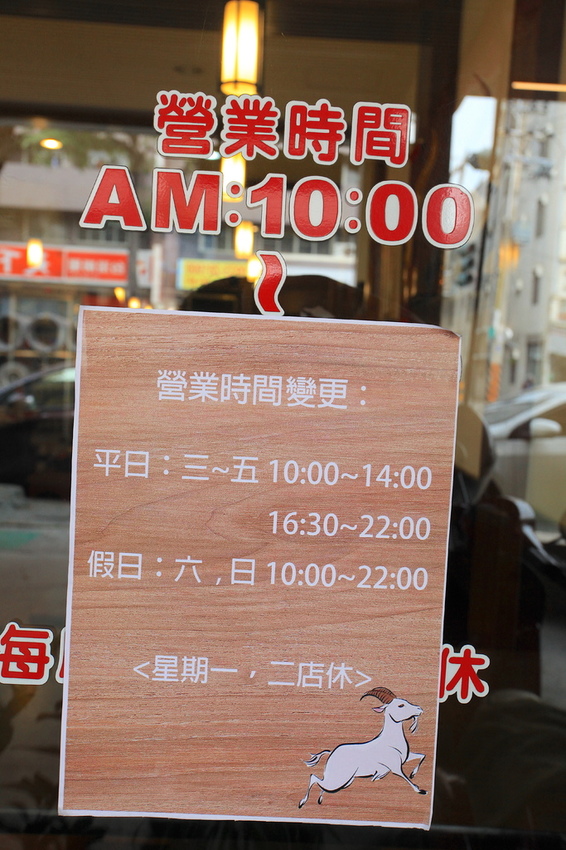 營業時間
AM:10:00
~
營業時間變更：
平日：三~五 10:00~14:00
16:30~22:00
假日：六，日 10:00~22:00
每
休
<星期一，二店休>